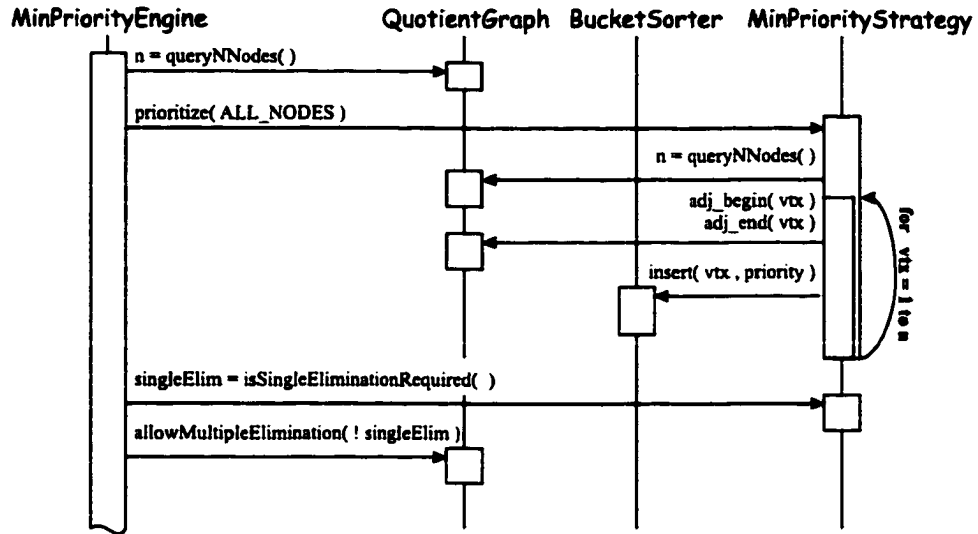 MinPriorityEngine QuotientGraph BucketSorter MinPriorityStrategy
n = queryNNodes( )
prioritize( ALL_NODES )
n = queryNNodes( )
adj_begin( vtx )
adj_end( vtx )
for vtx = 1 to n
insert( vtx , priority )
singleElim = isSingleEliminationRequired( )
allowMultipleElimination( ! singleElim )